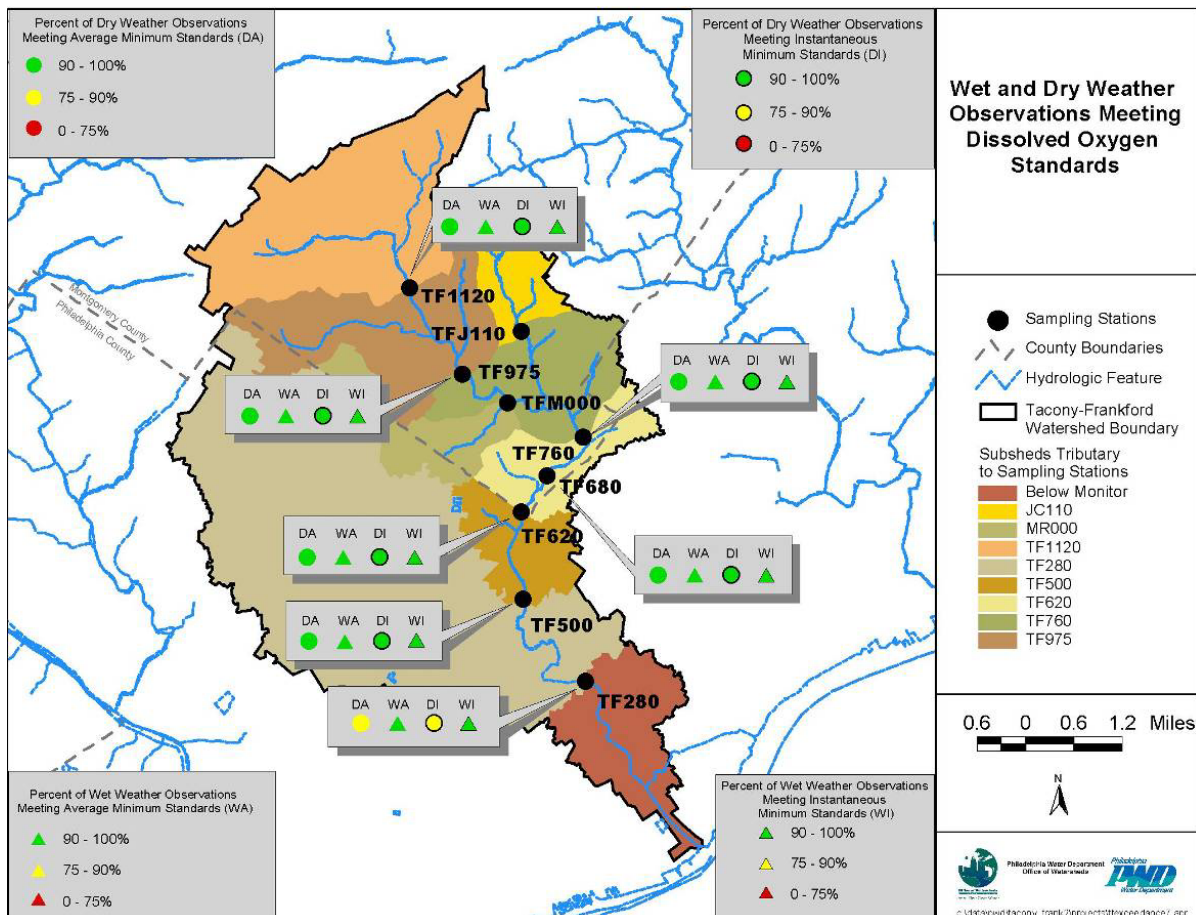 Percent of Dry Weather Observations
Meeting Average Minimum Standards (DA)
90 - 100%
75 - 90%
0 - 75%
Percent of Dry Weather Observations
Meeting Instantaneous
Minimum Standards (DI)
90 - 100%
75 - 90%
0 - 75%
Wet and Dry Weather
Observations Meeting
Dissolved Oxygen
Standards
DA WA DI WI
TF1120
Montgomery County
Philadelphia County
TFJ110
DA WA DI WI
TF975
DA WA DI WI
TFM000
TF760
TF680
DA WA DI WI
TF620
DA WA DI WI
DA WA DI WI
TF500
TF280
DA WA DI WI
Sampling Stations
County Boundaries
Hydrologic Feature
Tacony-Frankford
Watershed Boundary
Subsheds Tributary
to Sampling Stations
Below Monitor
JC110
MR000
TF1120
TF280
TF500
TF620
TF760
TF975
0.6 0 0.6 1.2 Miles
N
Percent of Wet Weather Observations
Meeting Average Minimum Standards (WA)
90 - 100%
75 - 90%
0 - 75%
Percent of Wet Weather Observations
Meeting Instantaneous
Minimum Standards (WI)
90 - 100%
75 - 90%
0 - 75%
Philadelphia Water Department
Office of Watersheds
Philadelphia
PWD
Water Department